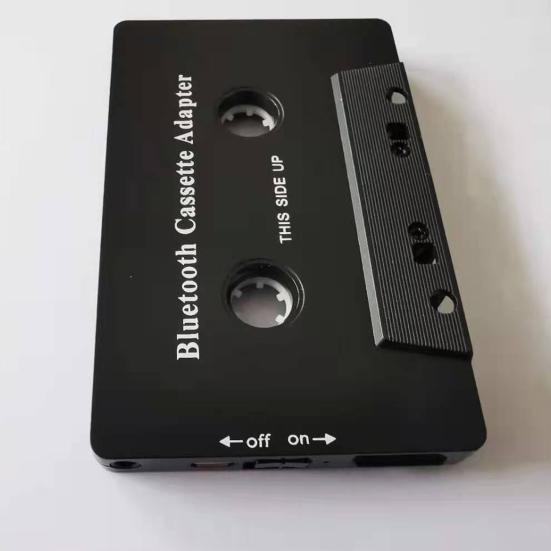 Bluetooth Cassette Adapter
THIS SIDE UP
←off on→